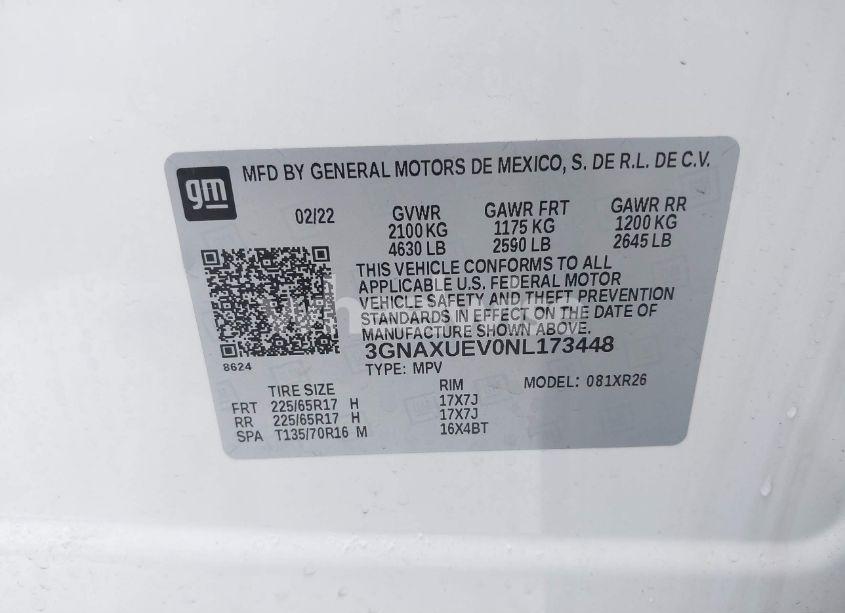 gm
MFD BY GENERAL MOTORS DE MEXICO, S. DE R.L. DE C.V.
02/22 GVWR GAWR FRT GAWR RR
2100 KG 1175 KG 1200 KG
4630 LB 2590 LB 2645 LB
THIS VEHICLE CONFORMS TO ALL
APPLICABLE U.S. FEDERAL MOTOR
VEHICLE SAFETY AND THEFT PREVENTION
STANDARDS IN EFFECT ON THE DATE OF
MANUFACTURE SHOWN ABOVE.
8624
3GNAXUEV0NL173448
TYPE: MPV MODEL: 081XR26
TIRE SIZE RIM
FRT 225/65R17 H 17X7J
RR 225/65R17 H 17X7J
SPA T135/70R16 M 16X4BT